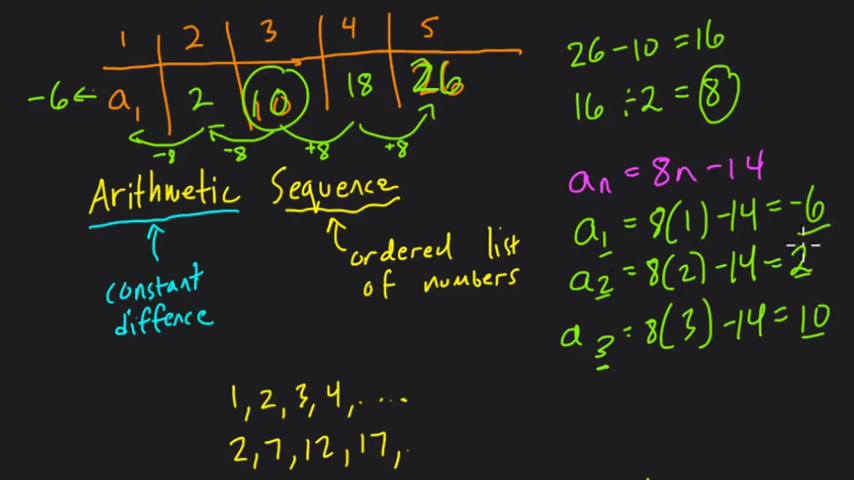 1 2 3 4 5
-6 ← a₁ 2 10 18 26
-8 -8 +8 +8
Arithmetic Sequence
constant
diffence
ordered list
of numbers
1, 2, 3, 4, . ...
2, 7, 12, 17, .
26 - 10 = 16
16 ÷ 2 = 8
aₙ = 8n - 14
a₁ = 8(1) - 14 = -6
a₂ = 8(2) - 14 = 2
a₃ = 8(3) - 14 = 10